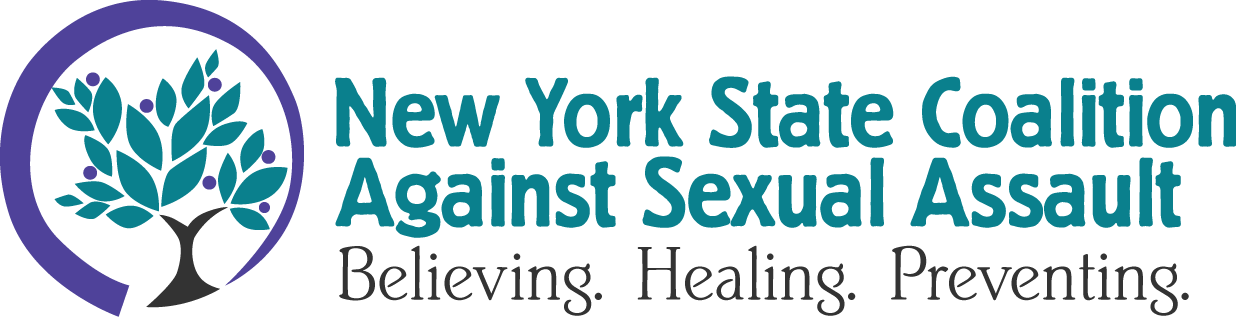 New York State Coalition
Against Sexual Assault
Believing. Healing. Preventing.